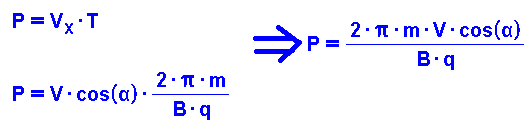 P = Vₓ · T
P = V · cos(α) · 2 · π · m / B · q
⇒ P = 2 · π · m · V · cos(α) / B · q